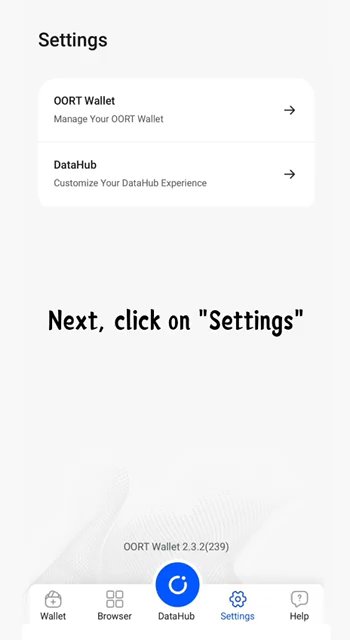 Settings
OORT Wallet
Manage Your OORT Wallet
DataHub
Customize Your DataHub Experience
Next, click on "Settings"
OORT Wallet 2.3.2(239)
Wallet
Browser
DataHub
Settings
Help